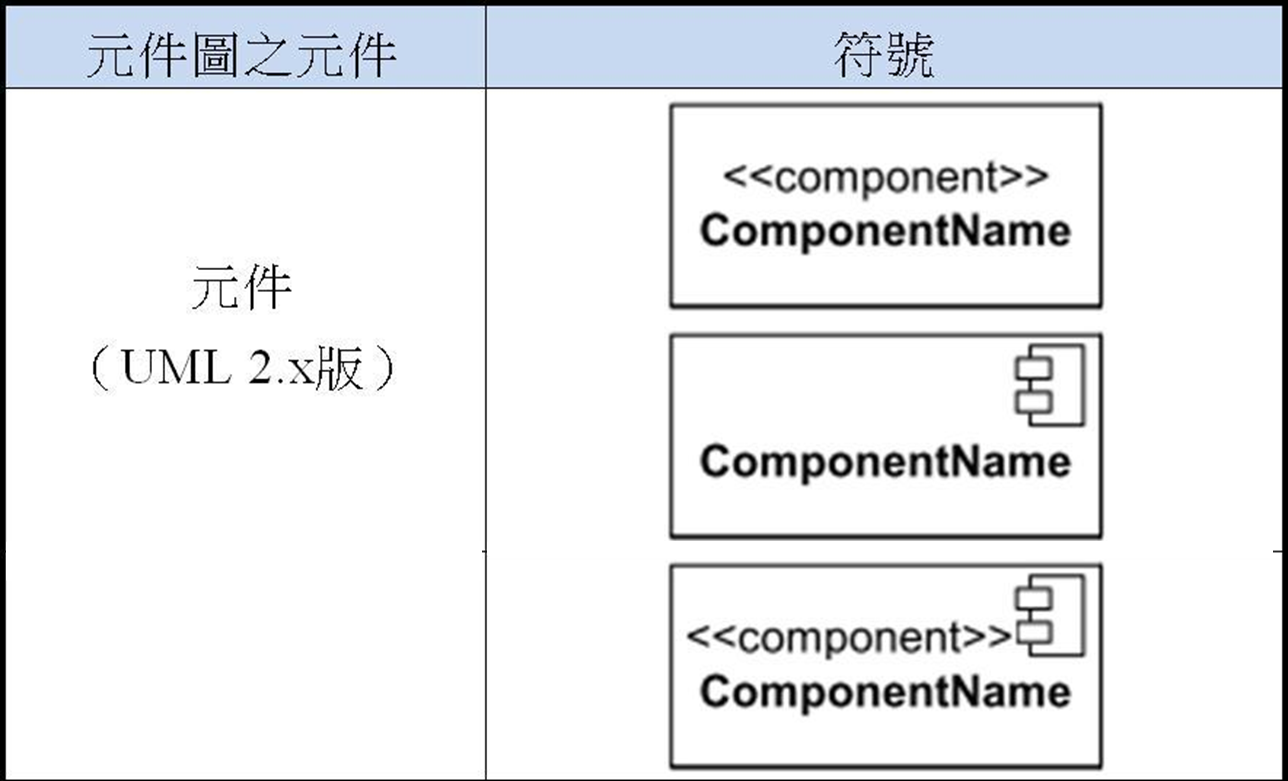 元件圖之元件
符號
元件
（UML 2.x版）
<<component>>
ComponentName
ComponentName
<<component>>
ComponentName